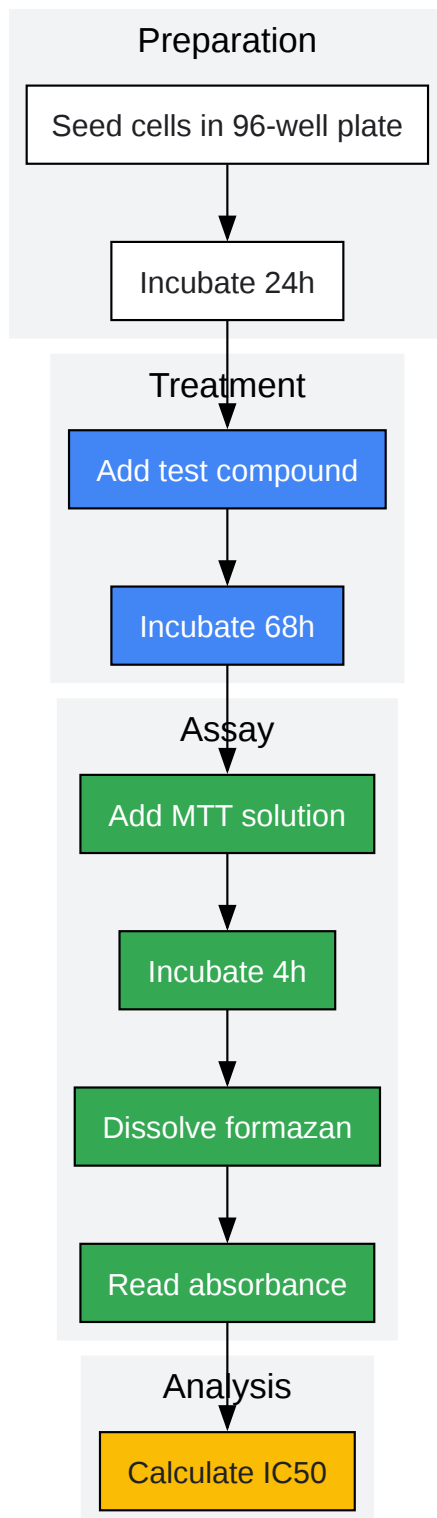 Preparation
Seed cells in 96-well plate
Incubate 24h
Treatment
Add test compound
Incubate 68h
Assay
Add MTT solution
Incubate 4h
Dissolve formazan
Read absorbance
Analysis
Calculate IC50